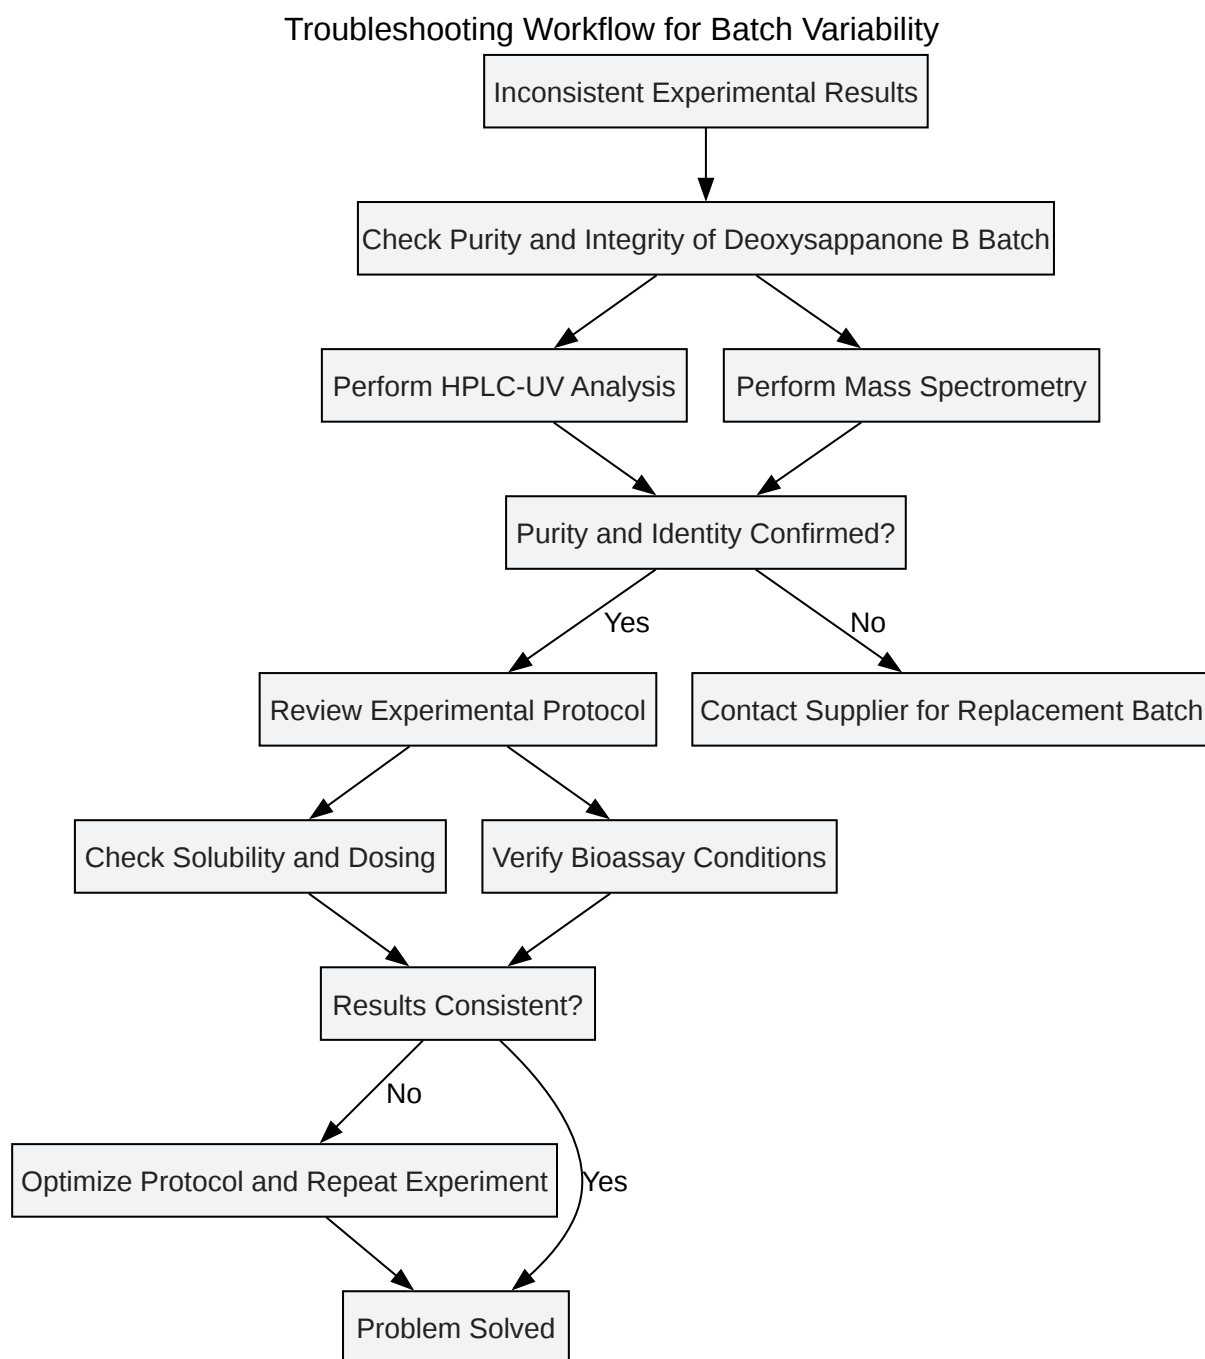 Troubleshooting Workflow for Batch Variability
Inconsistent Experimental Results
Check Purity and Integrity of Deoxysappanone B Batch
Perform HPLC-UV Analysis
Perform Mass Spectrometry
Purity and Identity Confirmed?
Yes
No
Review Experimental Protocol
Contact Supplier for Replacement Batch
Check Solubility and Dosing
Verify Bioassay Conditions
Results Consistent?
No
Yes
Optimize Protocol and Repeat Experiment
Problem Solved